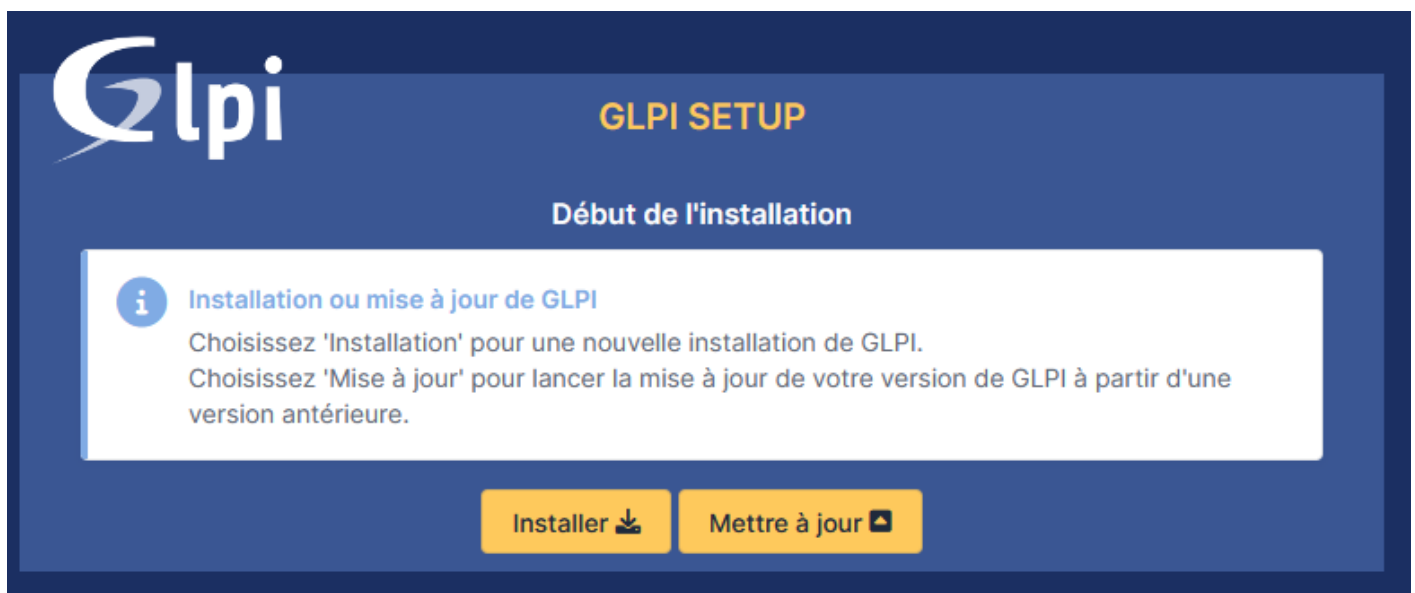 Glpi
GLPI SETUP
Début de l'installation
Installation ou mise à jour de GLPI
Choisissez 'Installation' pour une nouvelle installation de GLPI.
Choisissez 'Mise à jour' pour lancer la mise à jour de votre version de GLPI à partir d'une
version antérieure.
Installer Mettre à jour